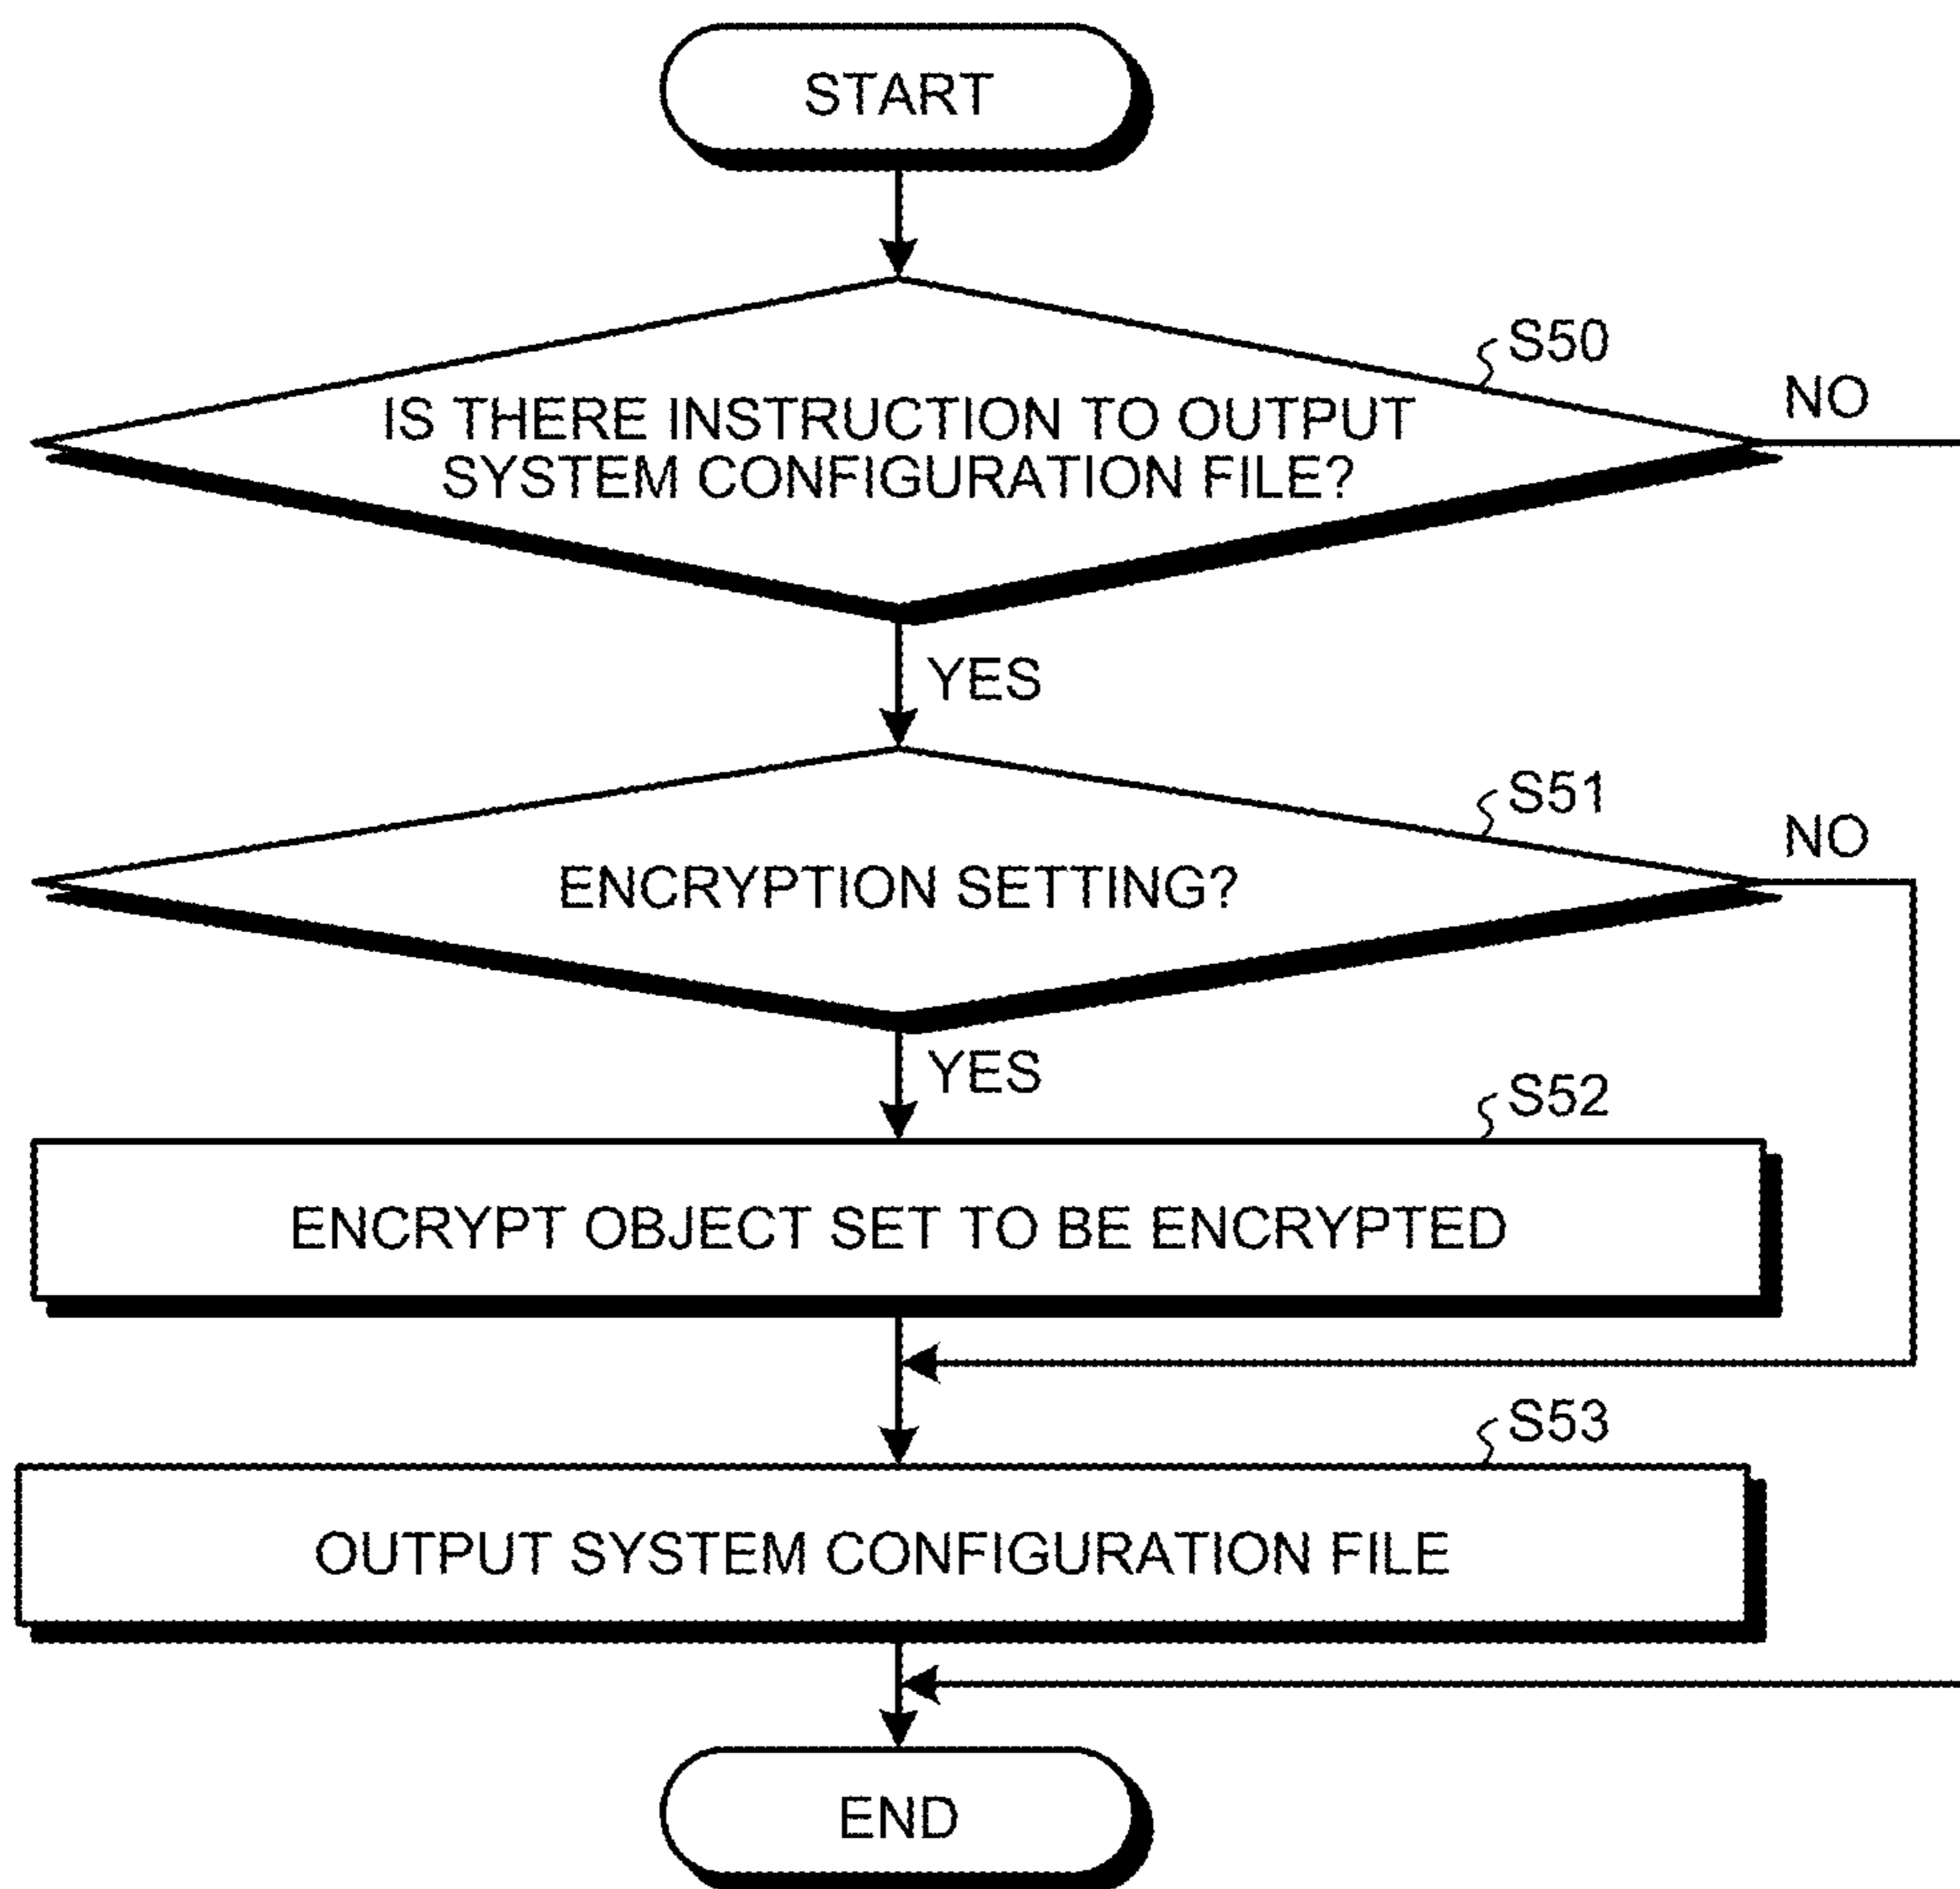 START
S50
NO
IS THERE INSTRUCTION TO OUTPUT
SYSTEM CONFIGURATION FILE?
YES
S51
NO
ENCRYPTION SETTING?
YES
S52
ENCRYPT OBJECT SET TO BE ENCRYPTED
S53
OUTPUT SYSTEM CONFIGURATION FILE
END